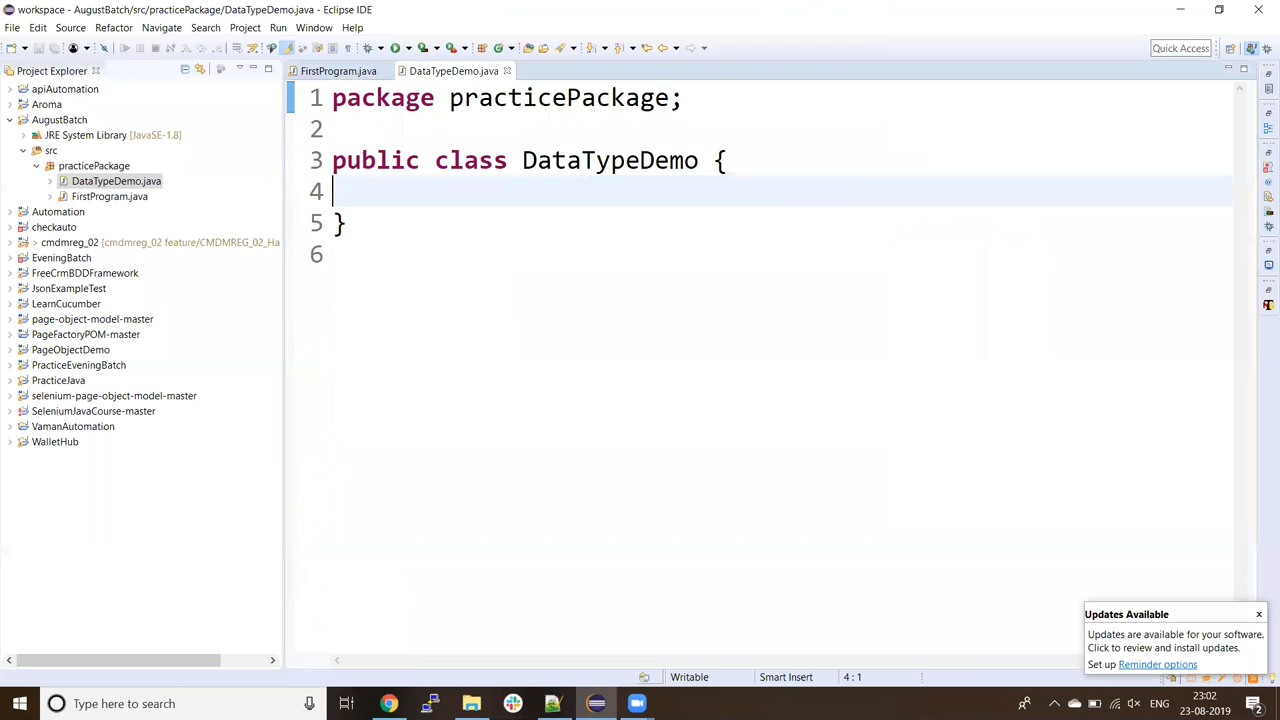 workspace - AugustBatch/src/practicePackage/DataTypeDemo.java - Eclipse IDE
File Edit Source Refactor Navigate Search Project Run Window Help
Quick Access
Project Explorer
FirstProgram.java
DataTypeDemo.java
apiAutomation
Aroma
AugustBatch
JRE System Library [JavaSE-1.8]
src
practicePackage
DataTypeDemo.java
FirstProgram.java
Automation
checkauto
> cmdmreg_02 [cmdmreg_02 feature/CMDMREG_02_Ha
EveningBatch
FreeCrmBDDFramework
JsonExampleTest
LearnCucumber
page-object-model-master
PageFactoryPOM-master
PageObjectDemo
PracticeEveningBatch
PracticeJava
selenium-page-object-model-master
SeleniumJavaCourse-master
VamanAutomation
WalletHub
1 package practicePackage;
2
3 public class DataTypeDemo {
4
5 }
6
Updates Available
Updates are available for your software.
Click to review and install updates.
Set up Reminder options
Writable
Smart Insert
4 : 1
Type here to search
ENG
23:02
23-08-2019
2